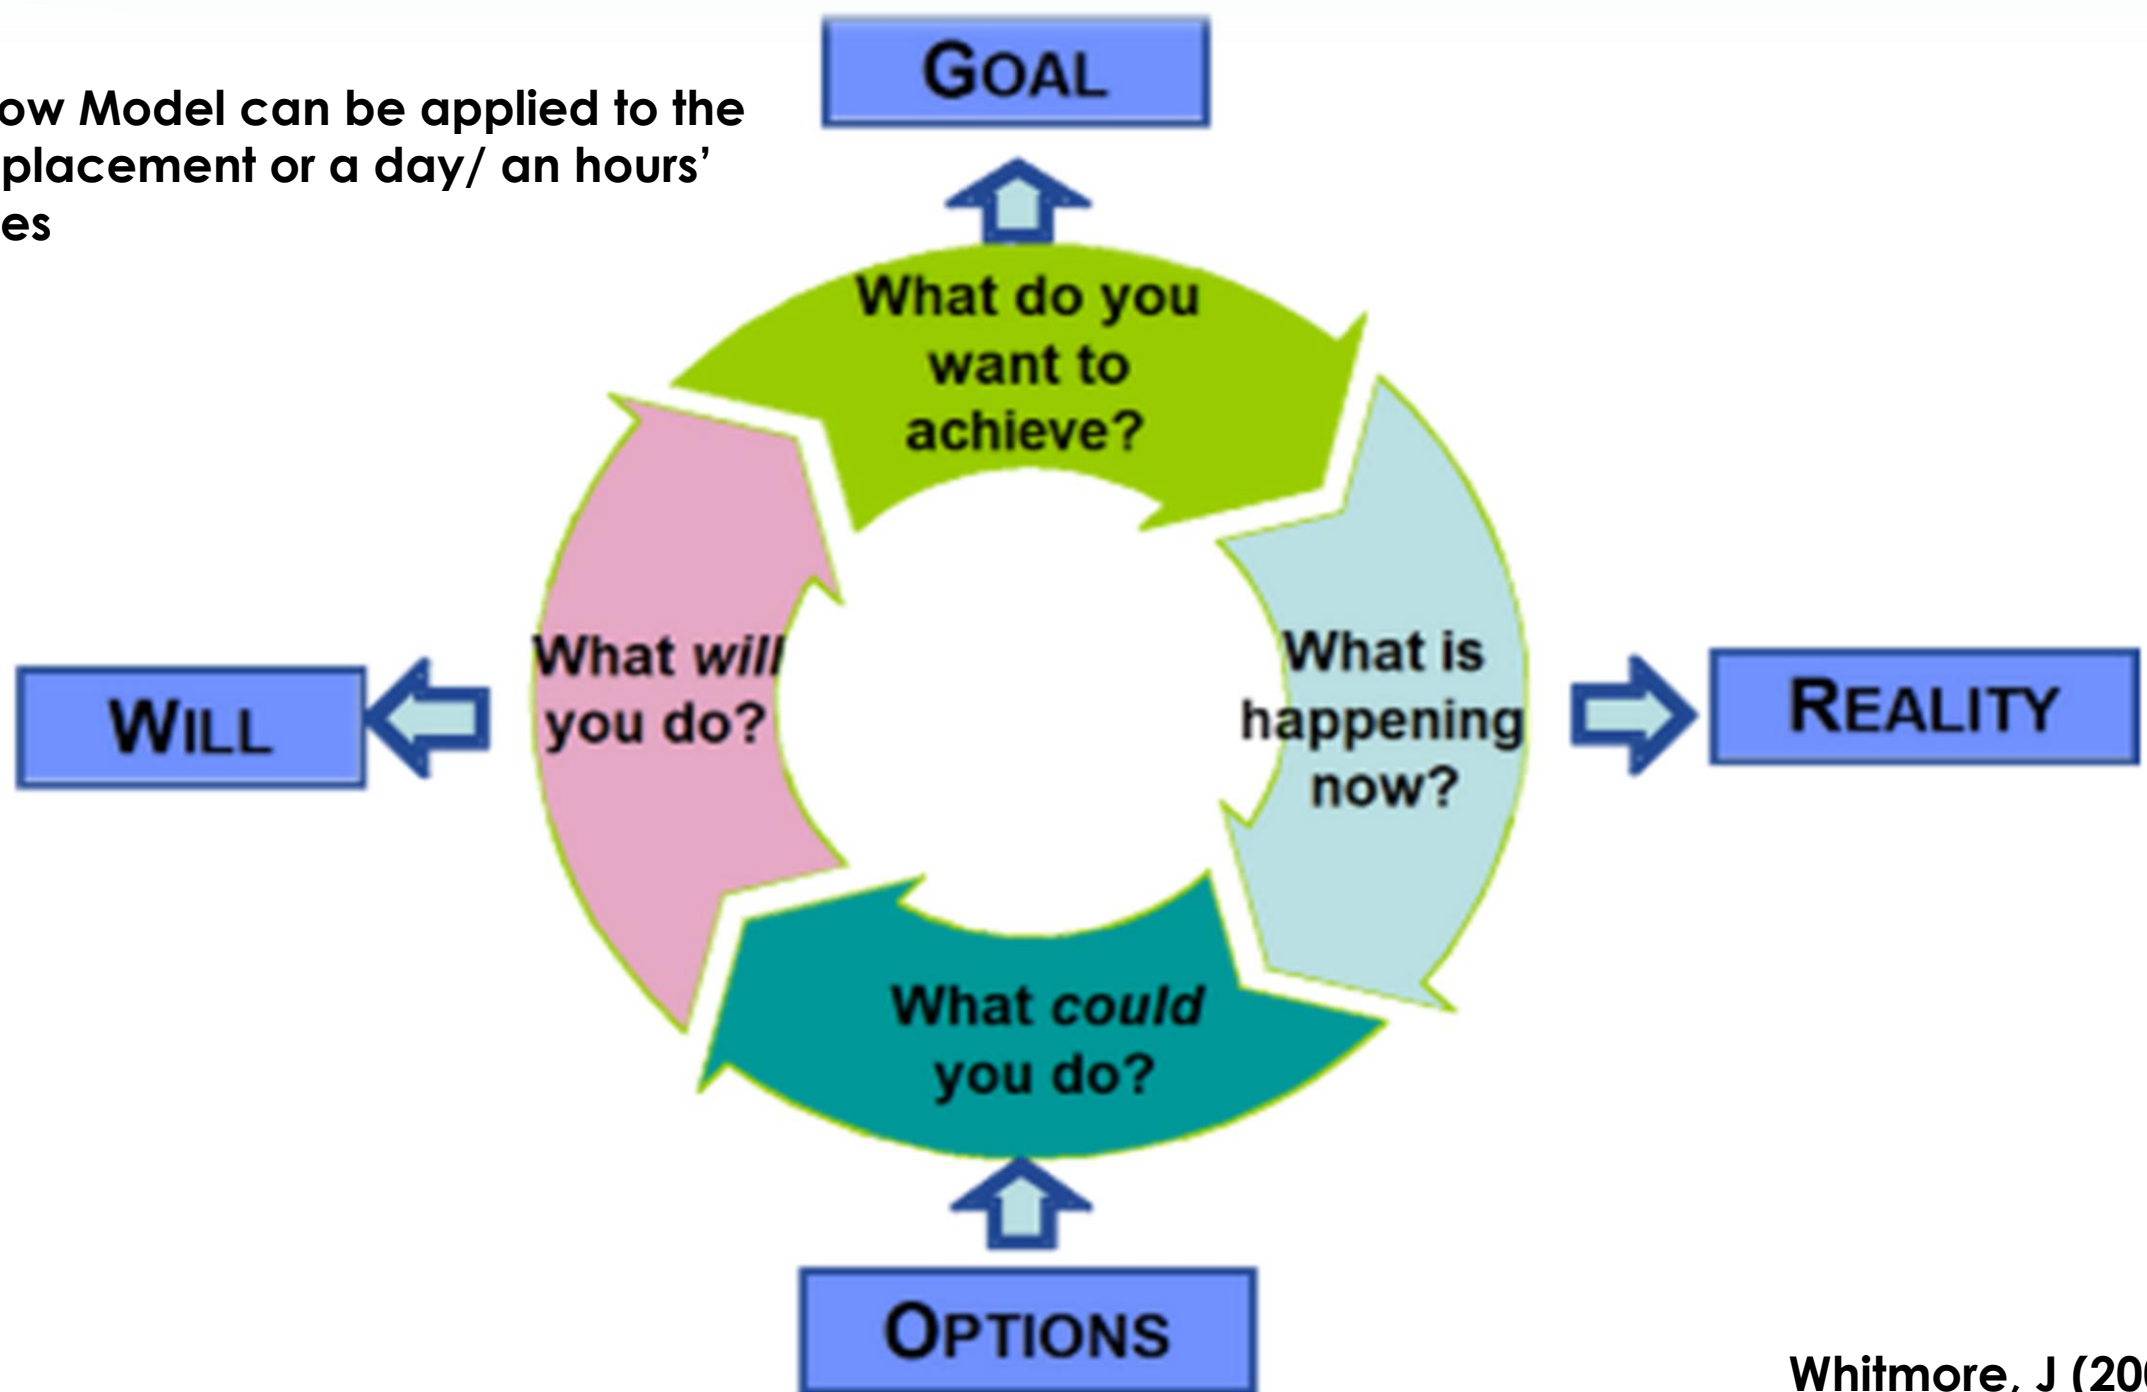 GOAL
ow Model can be applied to the
placement or a day/ an hours’
es
What do you
want to
achieve?
What is
happening
now?
REALITY
What will
you do?
WILL
What could
you do?
OPTIONS
Whitmore, J (200